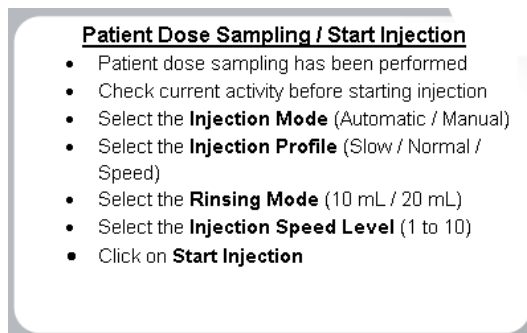 Patient Dose Sampling / Start Injection
• Patient dose sampling has been performed
• Check current activity before starting injection
• Select the Injection Mode (Automatic / Manual)
• Select the Injection Profile (Slow / Normal /
Speed)
• Select the Rinsing Mode (10 mL / 20 mL)
• Select the Injection Speed Level (1 to 10)
• Click on Start Injection